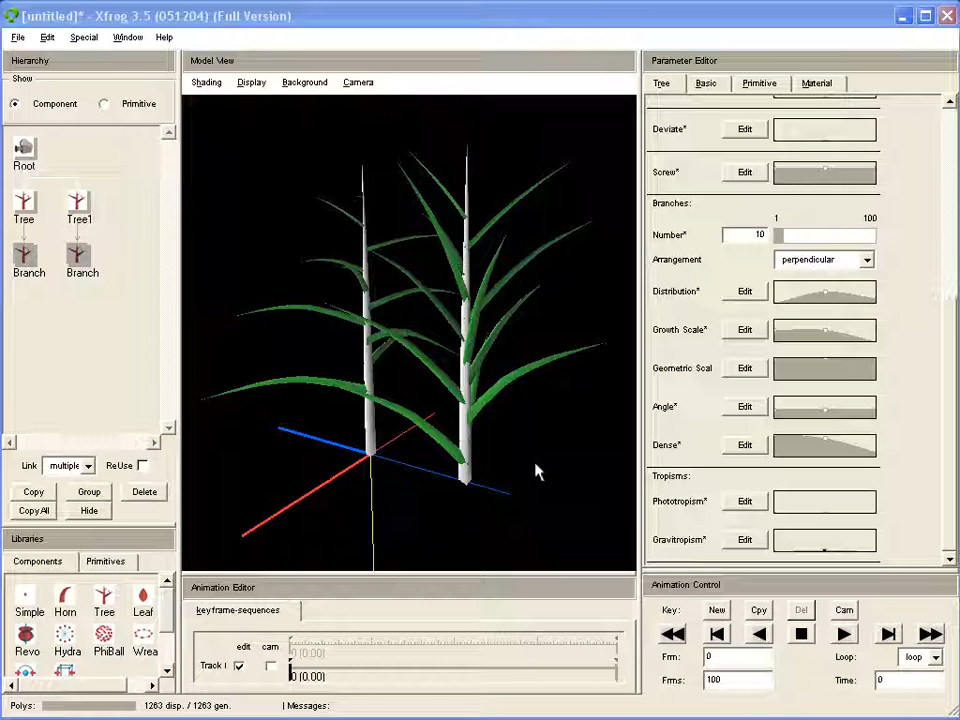 [untitled]* - Xfrog 3.5 (051204) (Full Version)
File Edit Special Window Help
Hierarchy
Show
Component Primitive
Root
Tree Tree1
Branch Branch
Link multiple ReUse
Copy Group Delete
CopyAll Hide
Libraries
Components Primitives
Simple Horn Tree Leaf
Revo Hydra PhiBall Wrea
Model View
Shading Display Background Camera
Animation Editor
keyframe-sequences
edit cam
0 (0.00)
Track
0 (0.00)
Parameter Editor
Tree Basic Primitive Material
Deviate* Edit
Screw* Edit
Branches:
1 100
Number* 10
Arrangement perpendicular
Distribution* Edit
Growth Scale* Edit
Geometric Scal Edit
Angle* Edit
Dense* Edit
Tropisms:
Phototropism* Edit
Gravitropism* Edit
Animation Control
Key: New Cpy Del Cam
Frm: 0 Loop: loop
Frms: 100 Time: 0
Polys: 1263 disp. / 1263 gen. Messages: